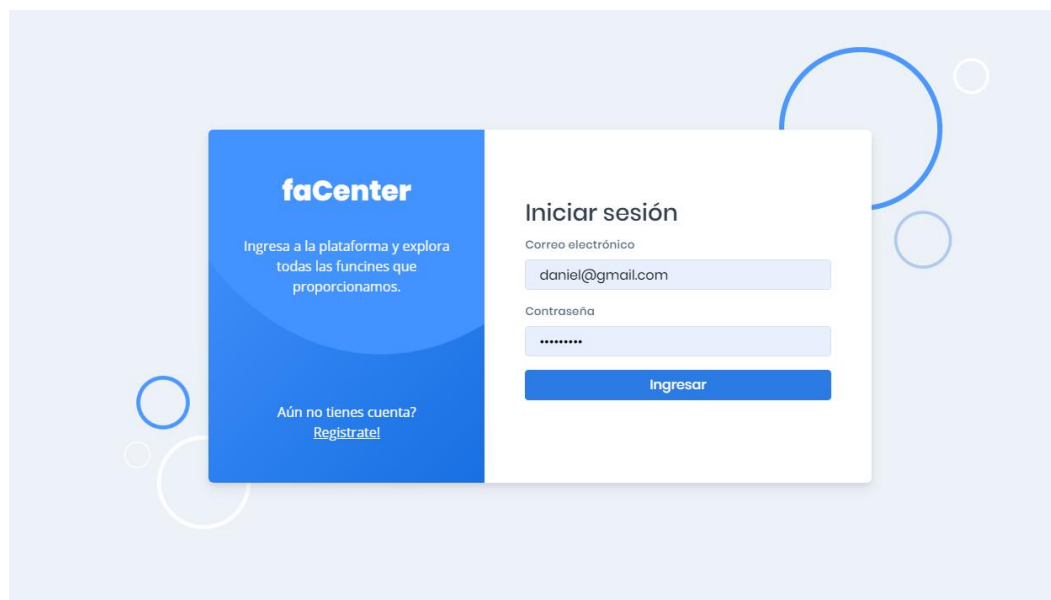 faCenter
Ingresa a la plataforma y explora
todas las funcines que
proporcionamos.
Aún no tienes cuenta?
Registrate!
Iniciar sesión
Correo electrónico
daniel@gmail.com
Contraseña
•••••••••
Ingresar